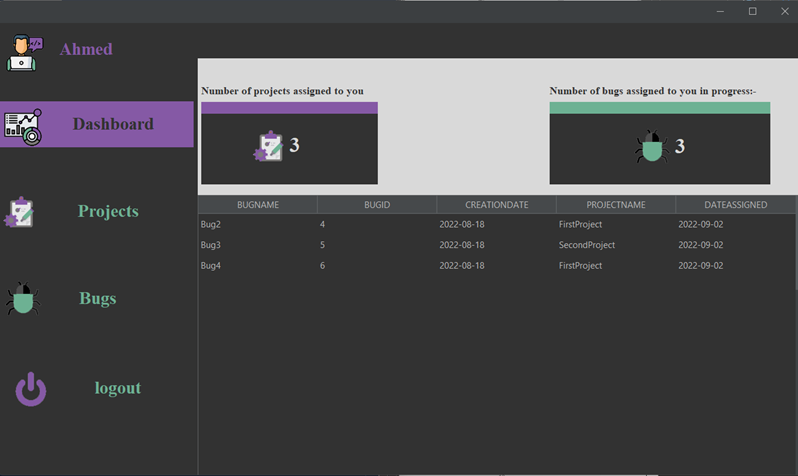 Ahmed
Dashboard
Projects
Bugs
logout
Number of projects assigned to you
3
Number of bugs assigned to you in progress:-
3
BUGNAME BUGID CREATIONDATE PROJECTNAME DATEASSIGNED
Bug2 4 2022-08-18 FirstProject 2022-09-02
Bug3 5 2022-08-18 SecondProject 2022-09-02
Bug4 6 2022-08-18 FirstProject 2022-09-02